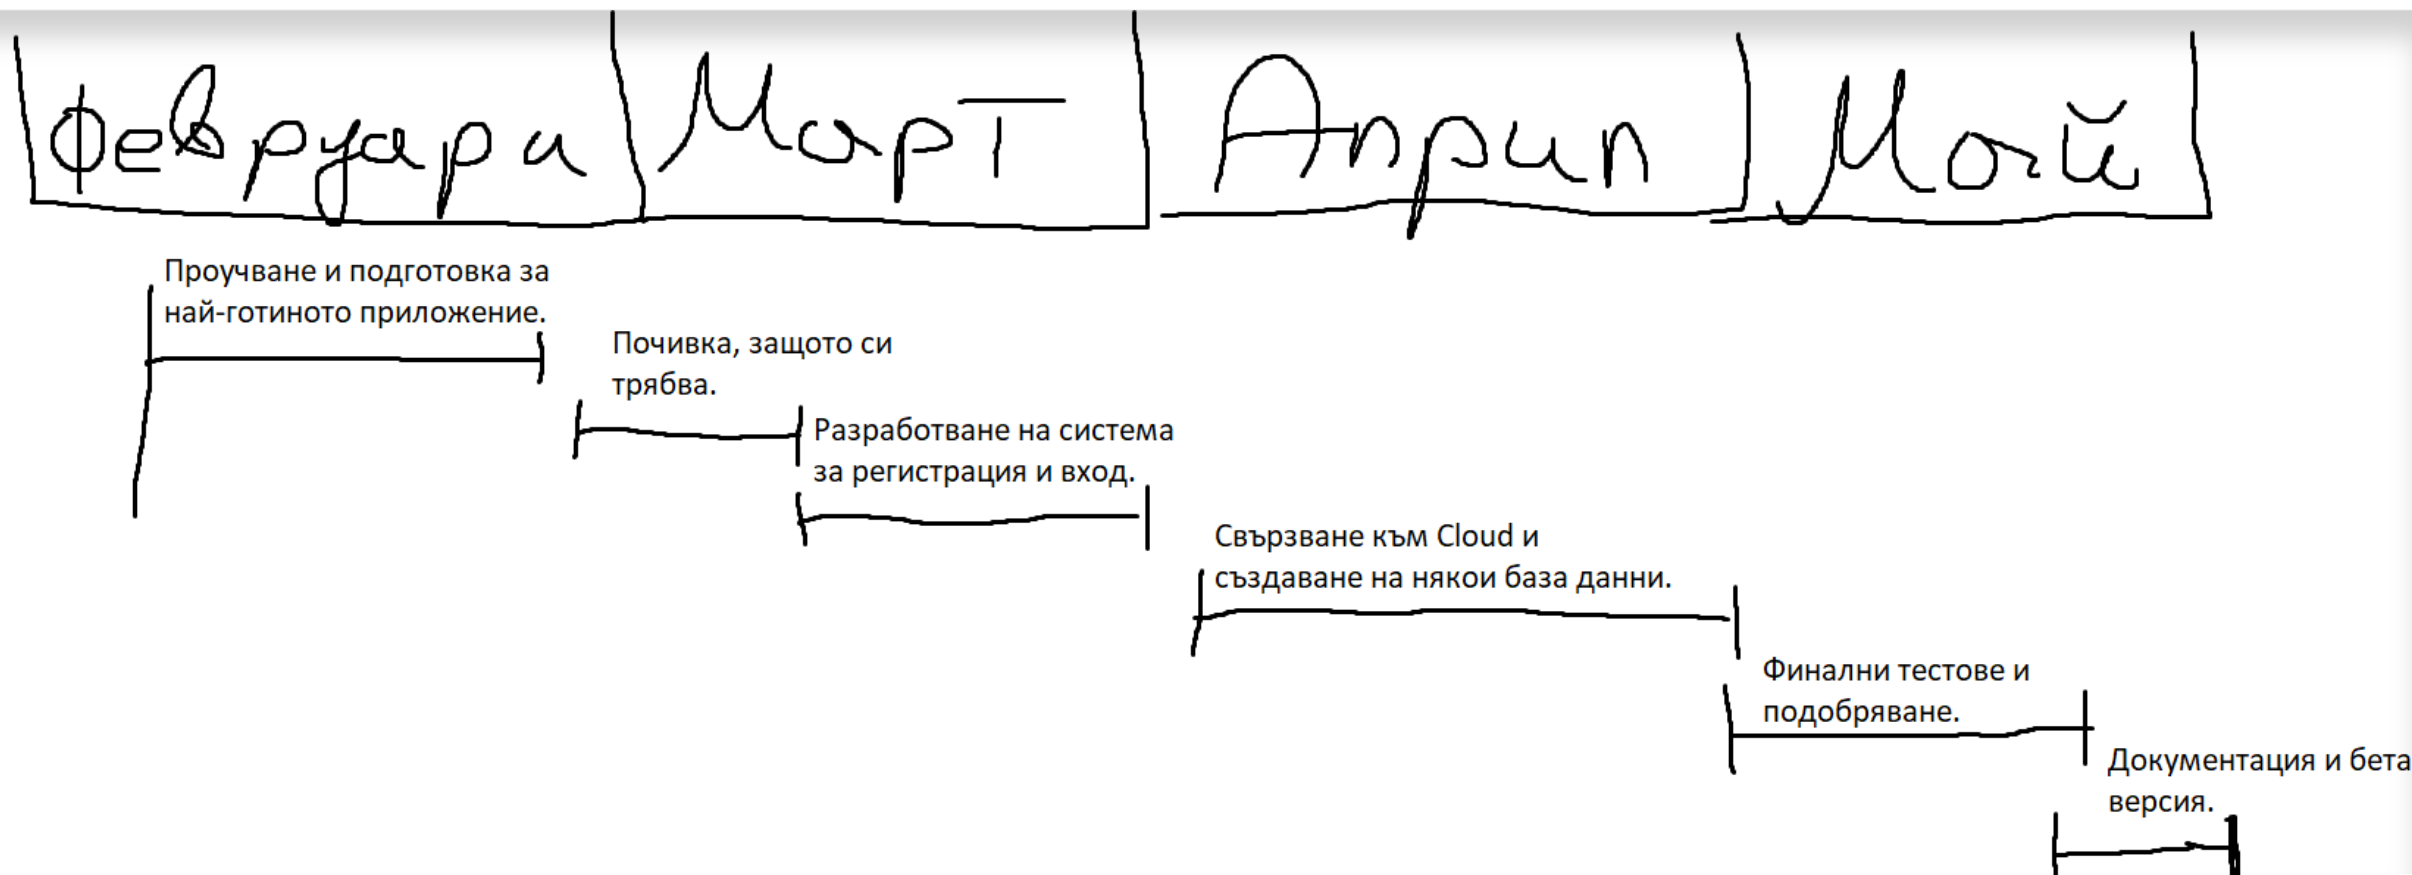 Февруари Март Април Май
Проучване и подготовка за
най-готиното приложение.
Почивка, защото си
трябва.
Разработване на система
за регистрация и вход.
Свързване към Cloud и
създаване на някои база данни.
Финални тестове и
подобряване.
Документация и бета
версия.